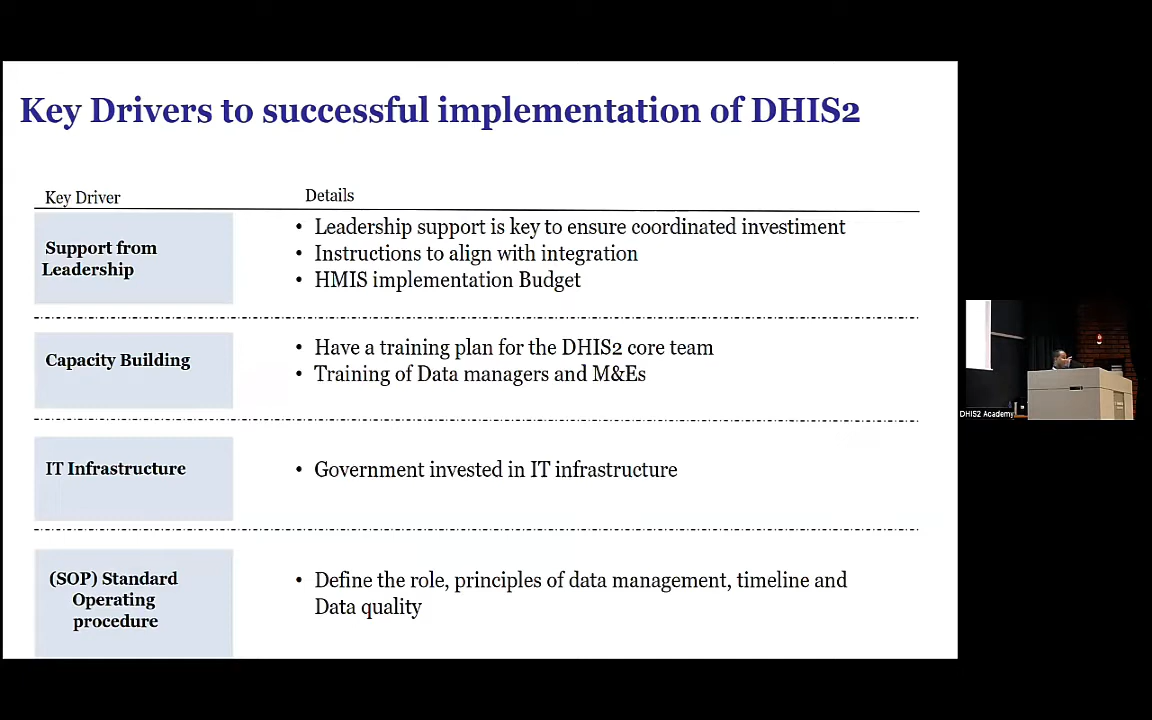 Key Drivers to successful implementation of DHIS2
Key Driver
Details
Support from
Leadership
• Leadership support is key to ensure coordinated investiment
• Instructions to align with integration
• HMIS implementation Budget
Capacity Building
• Have a training plan for the DHIS2 core team
• Training of Data managers and M&Es
IT Infrastructure
• Government invested in IT infrastructure
(SOP) Standard
Operating
procedure
• Define the role, principles of data management, timeline and
Data quality
DHIS2 Academy